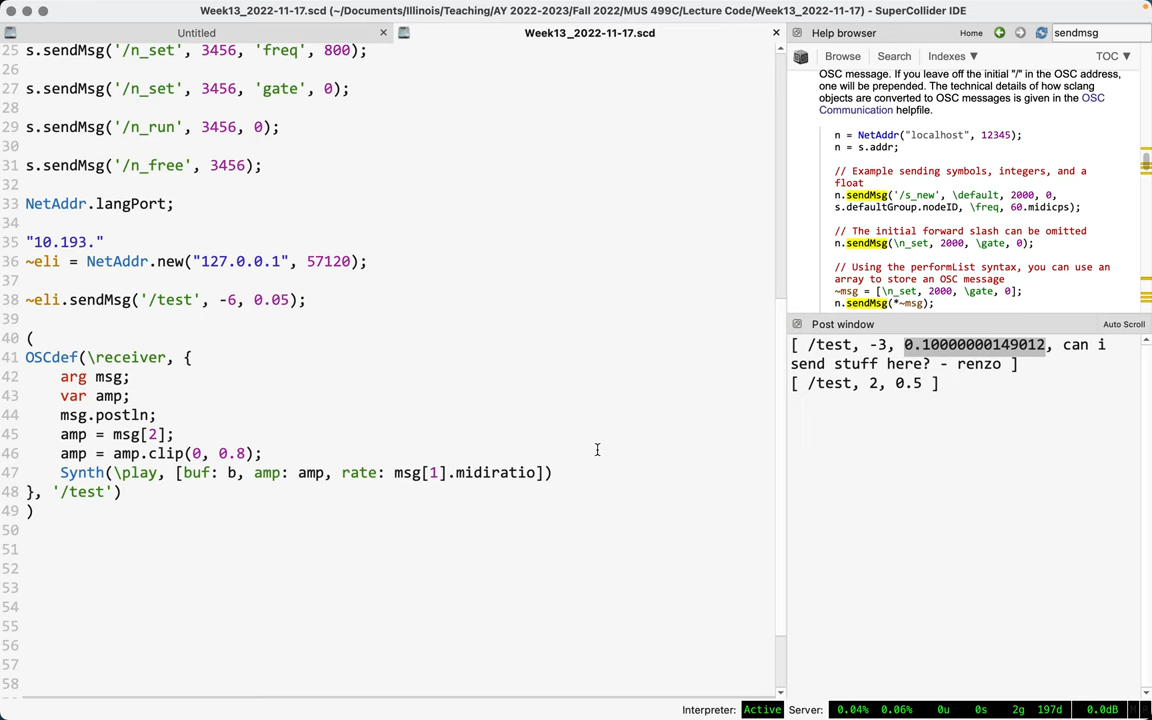 Week13_2022-11-17.scd (~/Documents/Illinois/Teaching/AY 2022-2023/Fall 2022/MUS 499C/Lecture Code/Week13_2022-11-17) - SuperCollider IDE
Untitled
Week13_2022-11-17.scd
25 s.sendMsg('/n_set', 3456, 'freq', 800);
26
27 s.sendMsg('/n_set', 3456, 'gate', 0);
28
29 s.sendMsg('/n_run', 3456, 0);
30
31 s.sendMsg('/n_free', 3456);
32
33 NetAddr.langPort;
34
35 "10.193."
36 ~eli = NetAddr.new("127.0.0.1", 57120);
37
38 ~eli.sendMsg('/test', -6, 0.05);
39
40 (
41 OSCdef(\receiver, {
42 arg msg;
43 var amp;
44 msg.postln;
45 amp = msg[2];
46 amp = amp.clip(0, 0.8);
47 Synth(\play, [buf: b, amp: amp, rate: msg[1].midiratio])
48 }, '/test')
49 )
50
51
52
53
54
55
56
57
58
Help browser
Home
sendmsg
Browse Search Indexes ▼ TOC ▼
OSC message. If you leave off the initial "/" in the OSC address,
one will be prepended. The technical details of how sclang
objects are converted to OSC messages is given in the OSC
Communication helpfile.
n = NetAddr("localhost", 12345);
n = s.addr;
// Example sending symbols, integers, and a
float
n.sendMsg('/s_new', \default, 2000, 0,
s.defaultGroup.nodeID, \freq, 60.midicps);
// The initial forward slash can be omitted
n.sendMsg(\n_set, 2000, \gate, 0);
// Using the performList syntax, you can use an
array to store an OSC message
~msg = [\n_set, 2000, \gate, 0];
n.sendMsg(*~msg);
Post window
Auto Scroll
[ /test, -3, 0.10000000149012, can i
send stuff here? - renzo ]
[ /test, 2, 0.5 ]
Interpreter: Active Server: 0.04% 0.06% 0u 0s 2g 197d 0.0dB M R